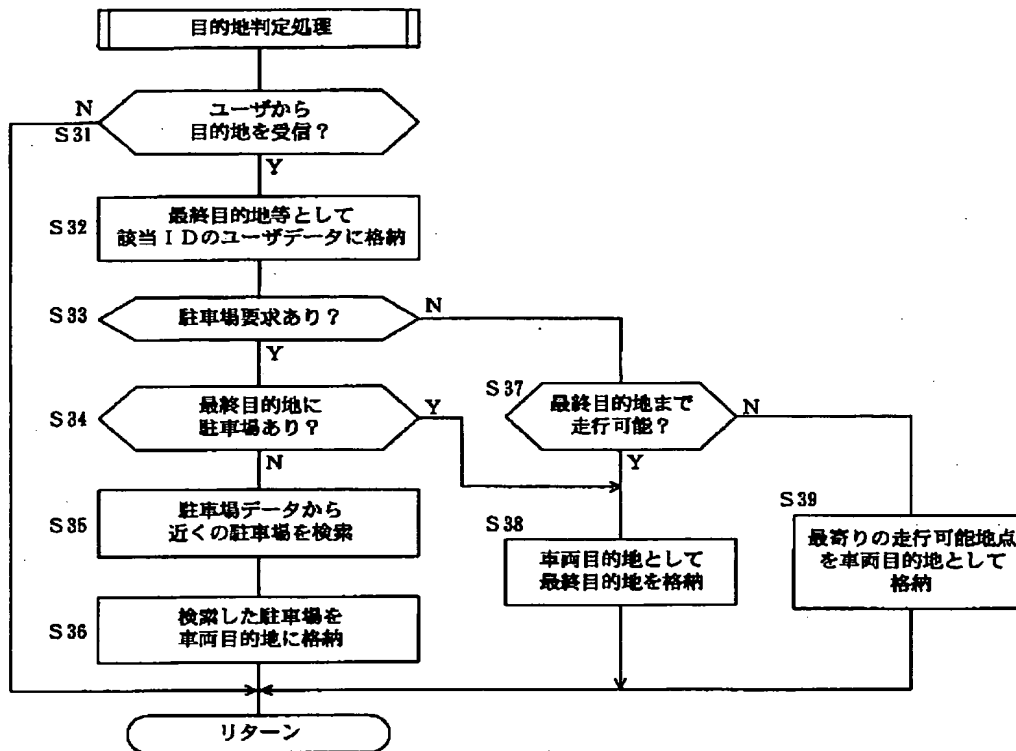 目的地判定処理
N
S31
ユーザから
目的地を受信?
Y
S32
最終目的地等として
該当IDのユーザデータに格納
S33
駐車場要求あり?
N
Y
S34
最終目的地に
駐車場あり?
Y
N
S37
最終目的地まで
走行可能?
N
Y
S35
駐車場データから
近くの駐車場を検索
S38
車両目的地として
最終目的地を格納
S39
最寄りの走行可能地点
を車両目的地として
格納
S36
検索した駐車場を
車両目的地に格納
リターン